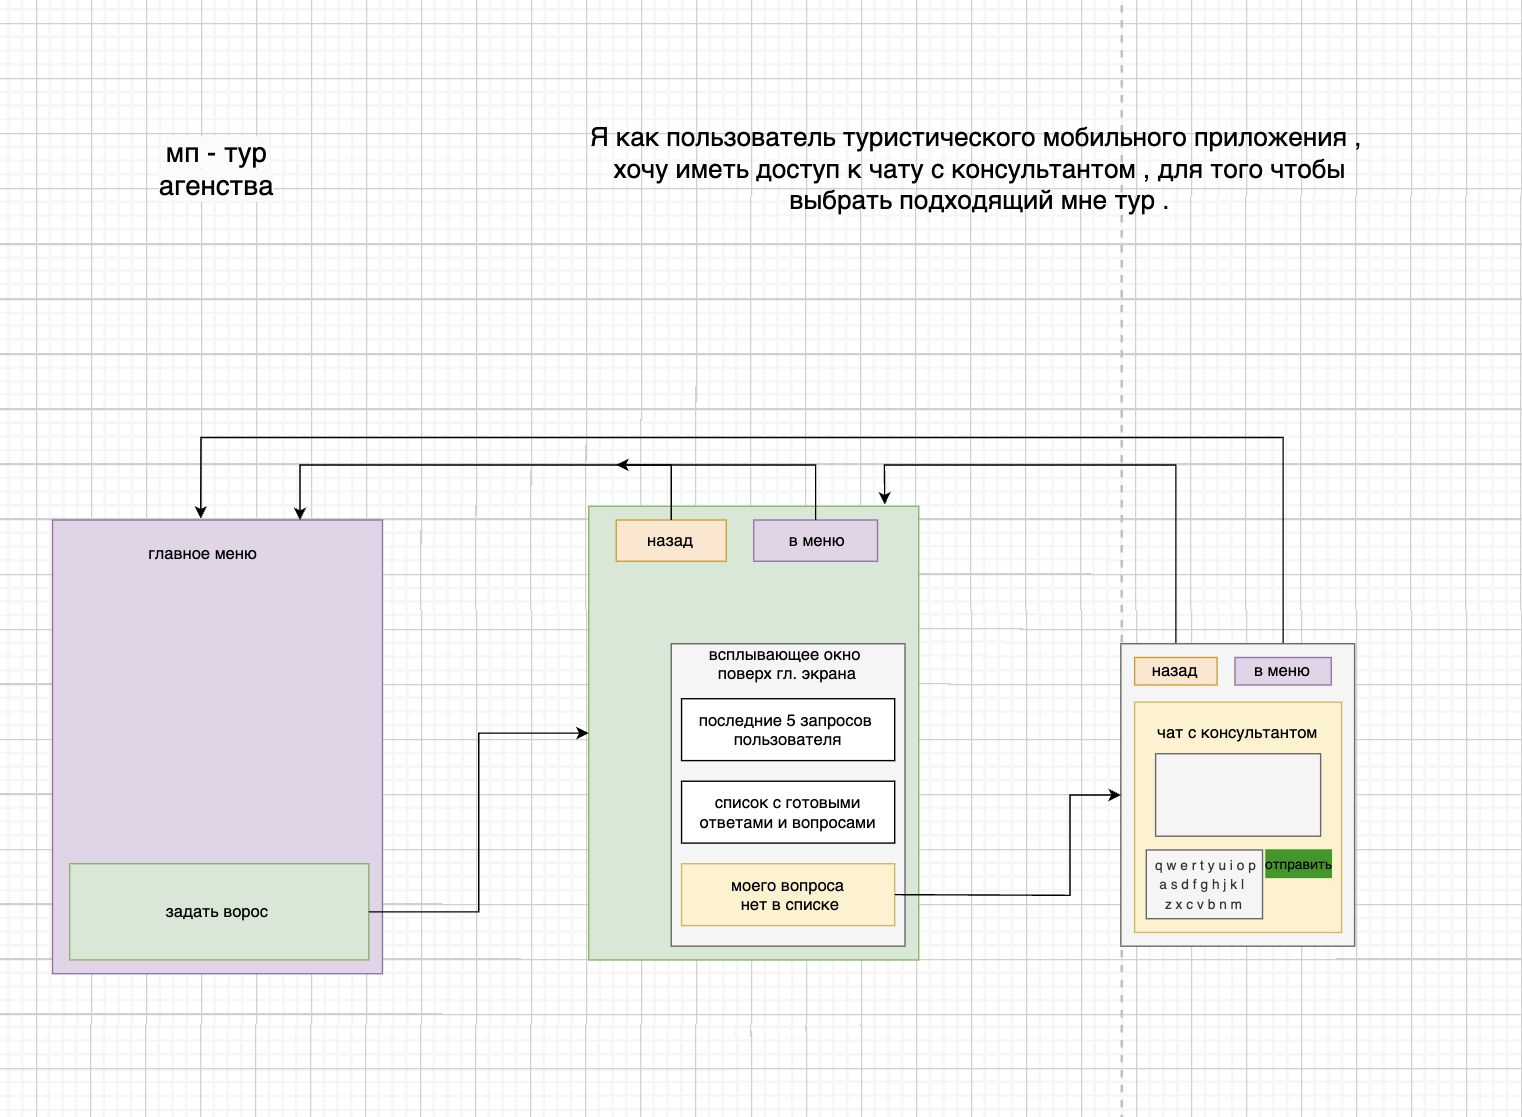 мп - тур
агенства
Я как пользователь туристического мобильного приложения ,
хочу иметь доступ к чату с консультантом , для того чтобы
выбрать подходящий мне тур .
главное меню
задать ворос
назад
в меню
всплывающее окно
поверх гл. экрана
последние 5 запросов
пользователя
список с готовыми
ответами и вопросами
моего вопроса
нет в списке
назад
в меню
чат с консультантом
q w e r t y u i o p
a s d f g h j k l
z x c v b n m
отправить